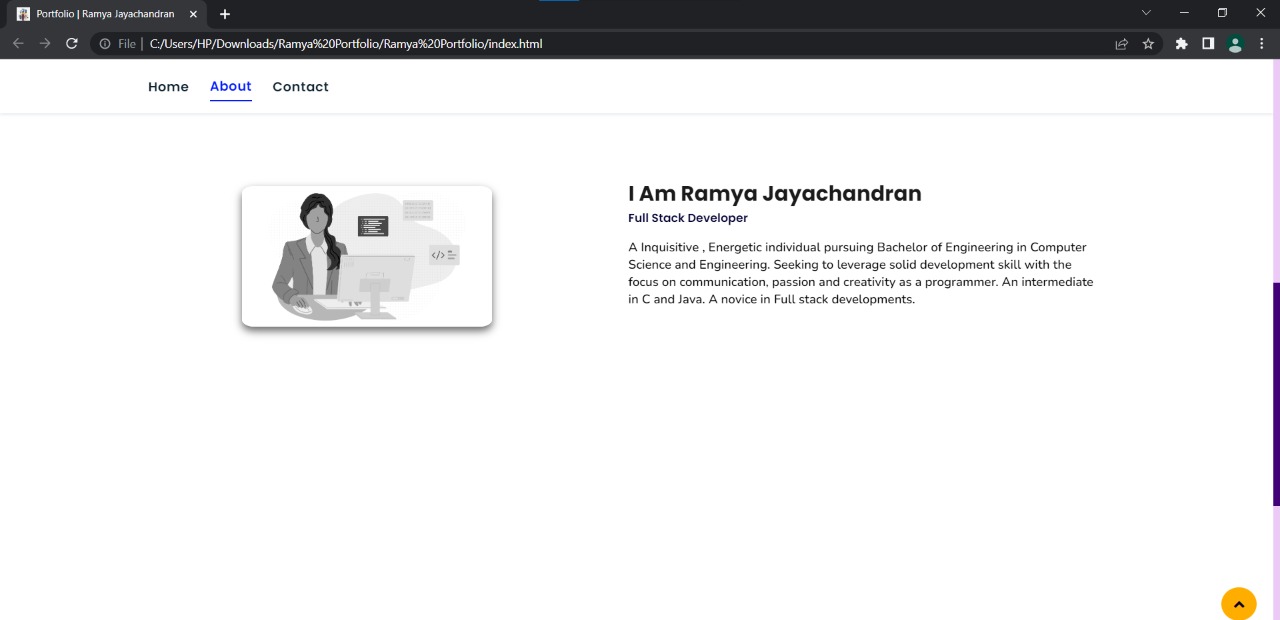 Portfolio | Ramya Jayachandran
File | C:/Users/HP/Downloads/Ramya%20Portfolio/Ramya%20Portfolio/index.html
Home About Contact
I Am Ramya Jayachandran
Full Stack Developer
A Inquisitive , Energetic individual pursuing Bachelor of Engineering in Computer
Science and Engineering. Seeking to leverage solid development skill with the
focus on communication, passion and creativity as a programmer. An intermediate
in C and Java. A novice in Full stack developments.